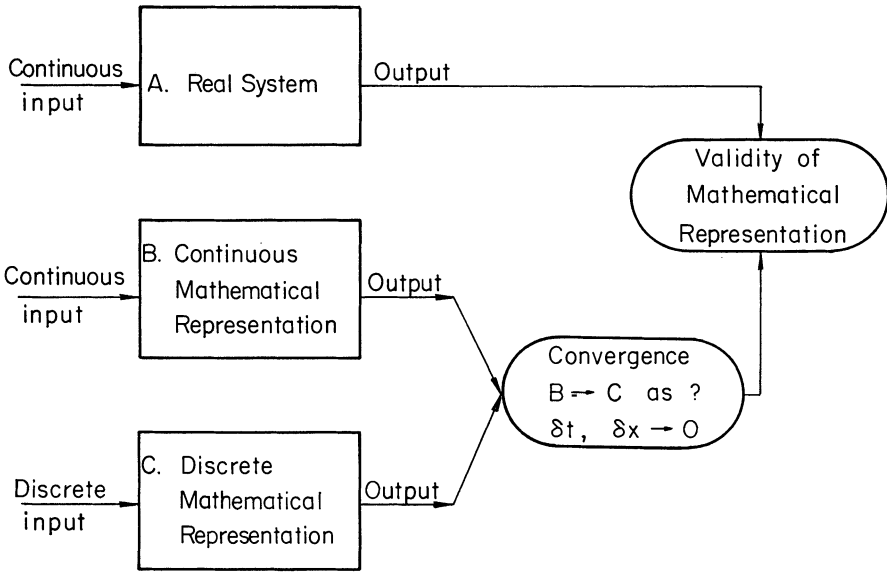 Continuous
input
A. Real System
Output
Validity of
Mathematical
Representation
Continuous
input
B. Continuous
Mathematical
Representation
Output
Convergence
B → C as ?
δt, δx → 0
Discrete
input
C. Discrete
Mathematical
Representation
Output